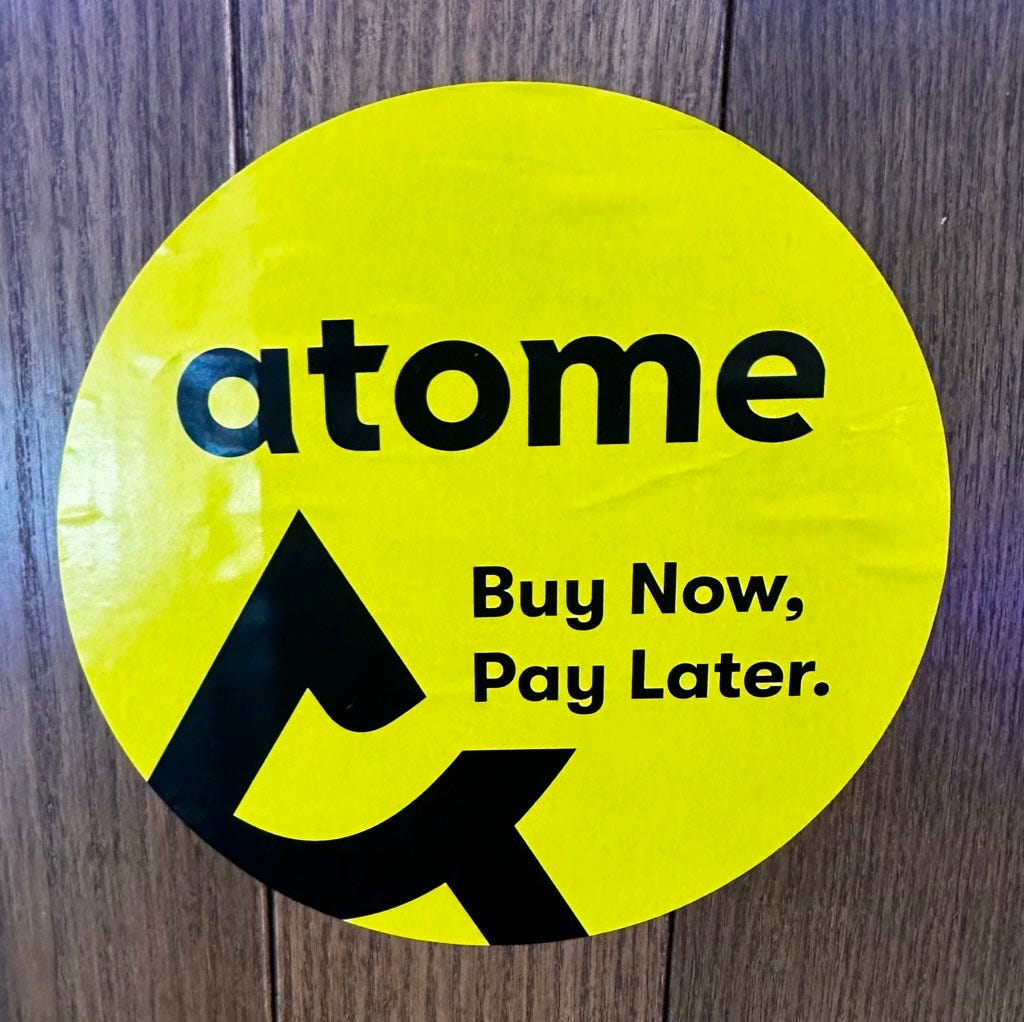 atome
Buy Now,
Pay Later.